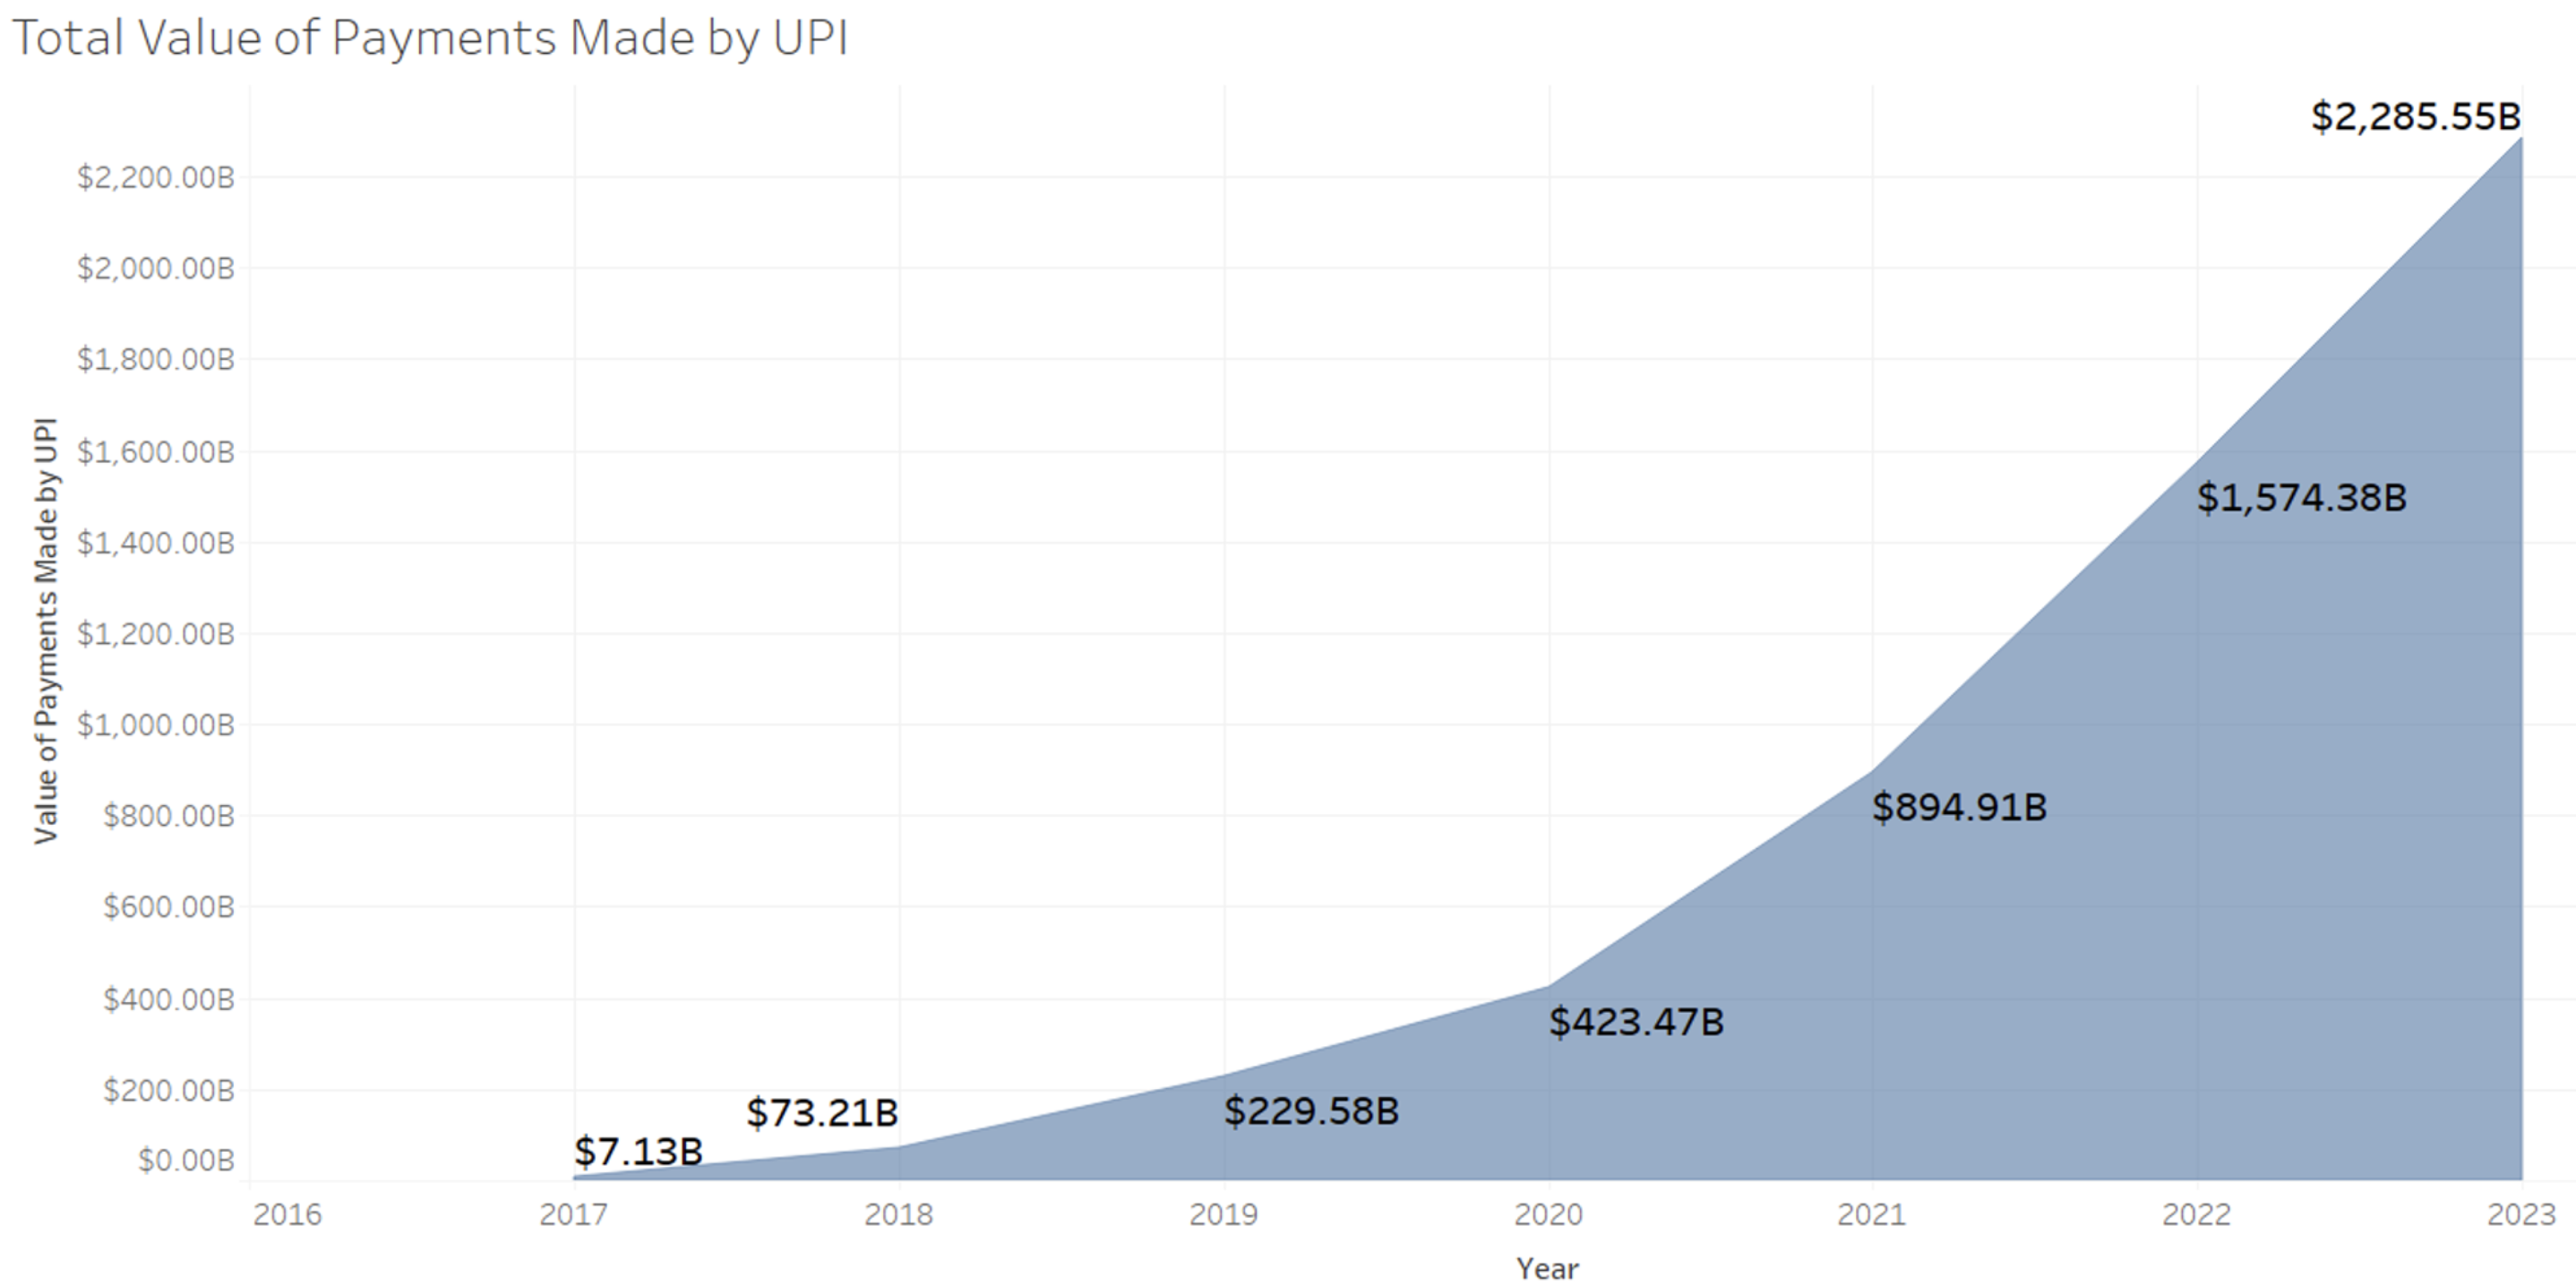 Total Value of Payments Made by UPI
Value of Payments Made by UPI
$2,200.00B
$2,000.00B
$1,800.00B
$1,600.00B
$1,400.00B
$1,200.00B
$1,000.00B
$800.00B
$600.00B
$400.00B
$200.00B
$0.00B
$7.13B
$73.21B
$229.58B
$423.47B
$894.91B
$1,574.38B
$2,285.55B
2016 2017 2018 2019 2020 2021 2022 2023
Year